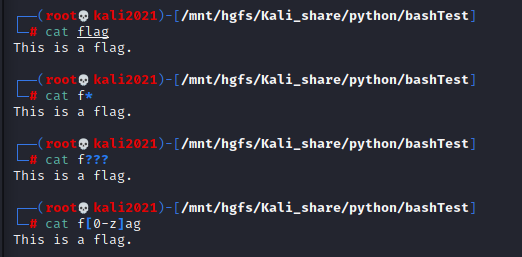 ┌──(root💀kali2021)-[/mnt/hgfs/Kali_share/python/bashTest]
└─# cat flag
This is a flag.
┌──(root💀kali2021)-[/mnt/hgfs/Kali_share/python/bashTest]
└─# cat f*
This is a flag.
┌──(root💀kali2021)-[/mnt/hgfs/Kali_share/python/bashTest]
└─# cat f???
This is a flag.
┌──(root💀kali2021)-[/mnt/hgfs/Kali_share/python/bashTest]
└─# cat f[0-z]ag
This is a flag.